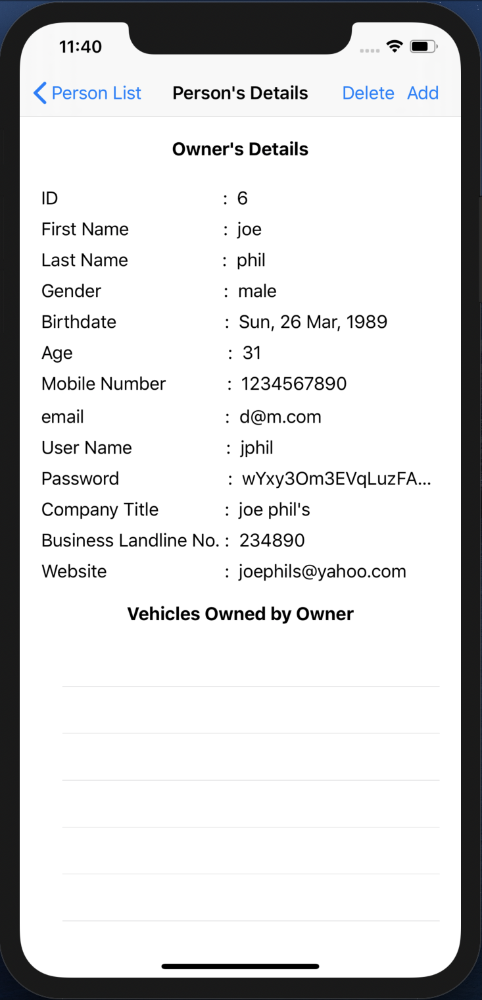 11:40
Person List Person's Details Delete Add
Owner's Details
ID : 6
First Name : joe
Last Name : phil
Gender : male
Birthdate : Sun, 26 Mar, 1989
Age : 31
Mobile Number : 1234567890
email : d@m.com
User Name : jphil
Password : wYxy3Om3EVqLuzFA...
Company Title : joe phil's
Business Landline No. : 234890
Website : joephils@yahoo.com
Vehicles Owned by Owner